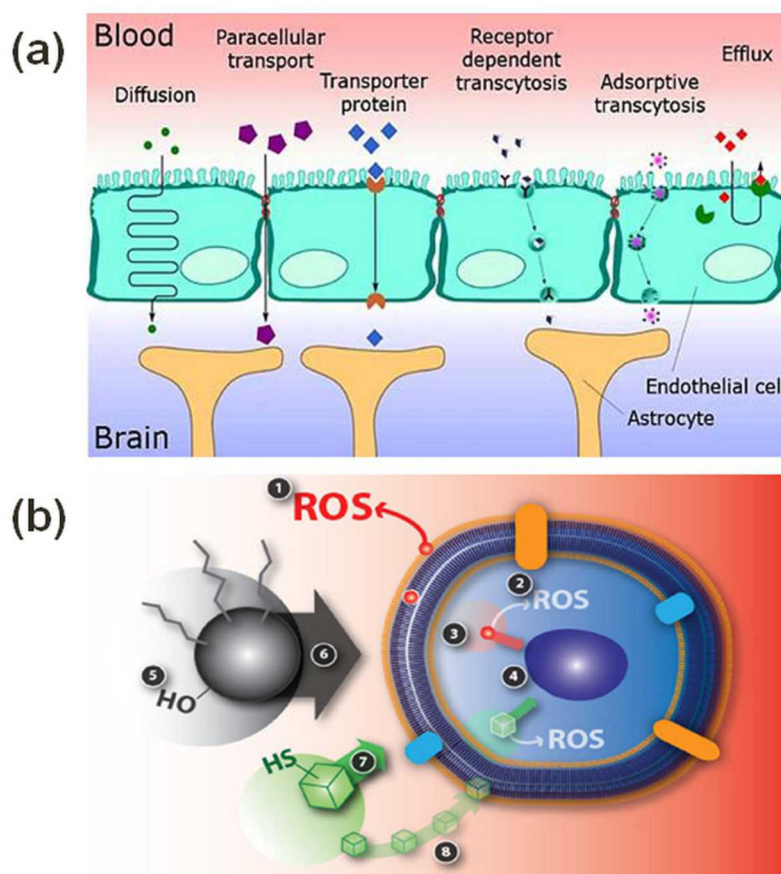 (a)
Blood
Diffusion
Paracellular
transport
Transporter
protein
Receptor
dependent
transcytosis
Adsorptive
transcytosis
Efflux
Endothelial cel
Astrocyte
Brain
(b)
1
ROS
2
ROS
3
4
5
HO
6
ROS
HS
7
8